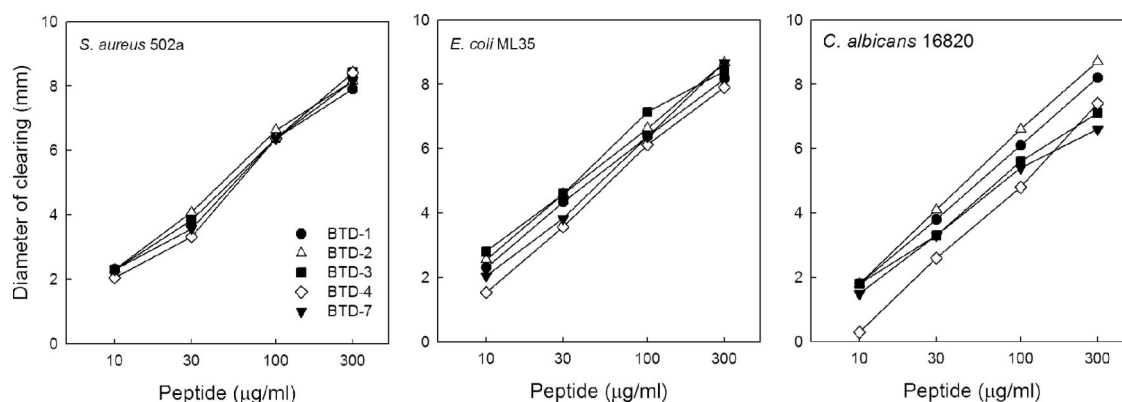 Diameter of clearing (mm)
8
6
4
2
0
S. aureus 502a
BTD-1
BTD-2
BTD-3
BTD-4
BTD-7
10 30 100 300
Peptide (μg/ml)
10
8
6
4
2
0
E. coli ML35
10 30 100 300
Peptide (μg/ml)
10
8
6
4
2
0
C. albicans 16820
10 30 100 300
Peptide (μg/ml)